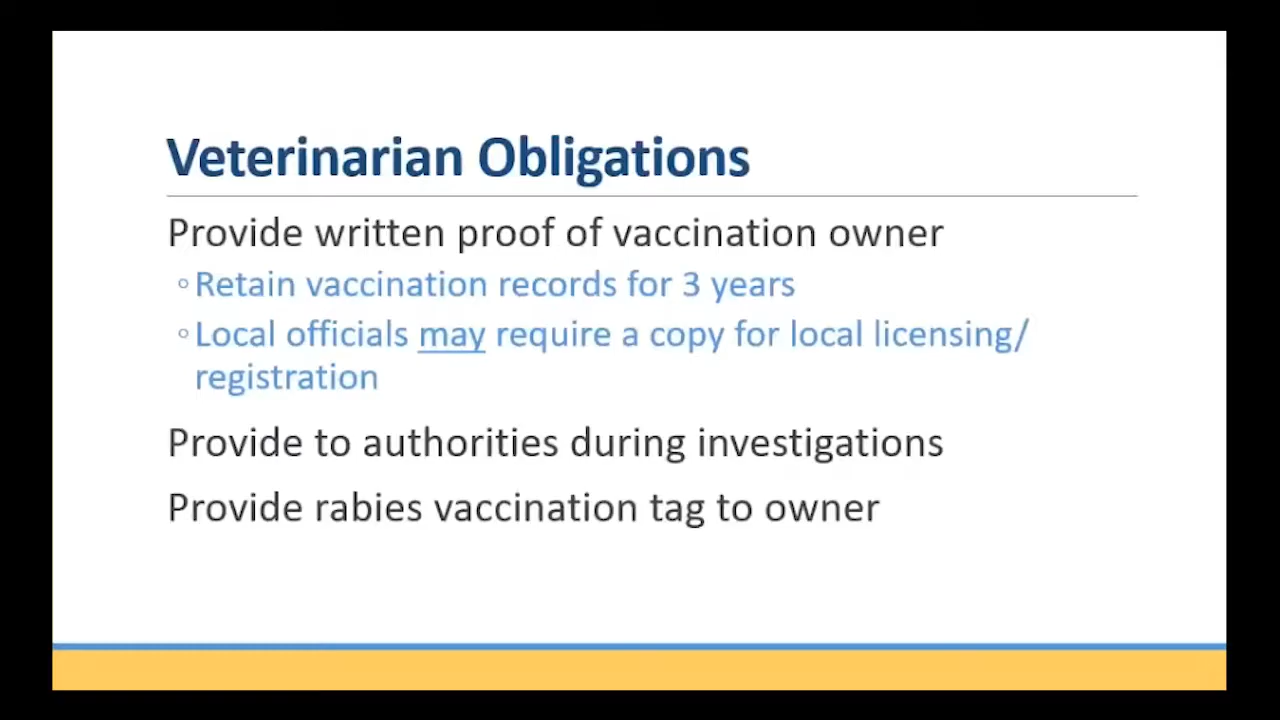 Veterinarian Obligations
Provide written proof of vaccination owner
◦Retain vaccination records for 3 years
◦Local officials may require a copy for local licensing/
registration
Provide to authorities during investigations
Provide rabies vaccination tag to owner